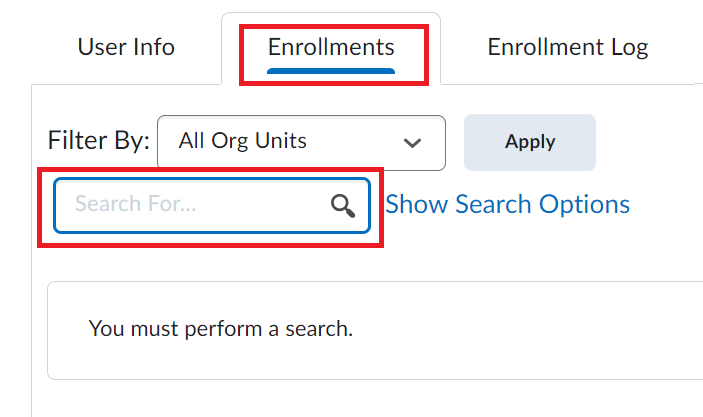 User Info Enrollments Enrollment Log
Filter By: All Org Units Apply
Search For... Show Search Options
You must perform a search.